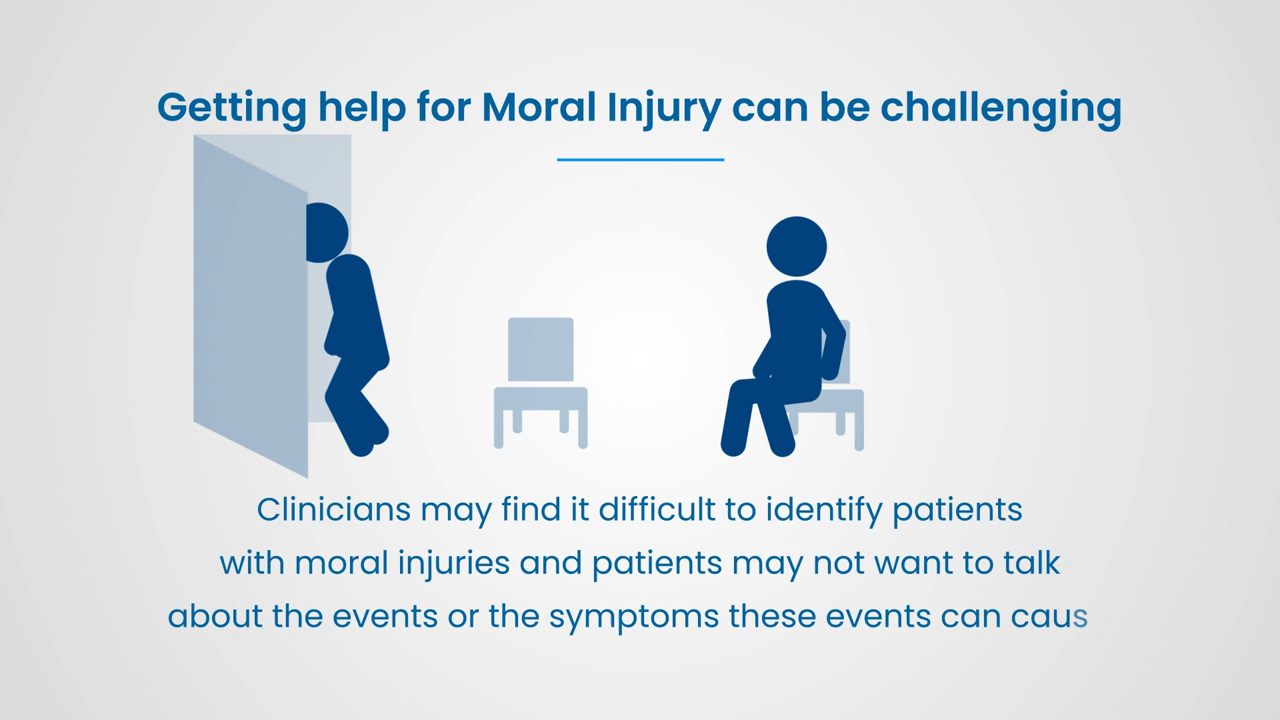 Getting help for Moral Injury can be challenging
Clinicians may find it difficult to identify patients
with moral injuries and patients may not want to talk
about the events or the symptoms these events can caus